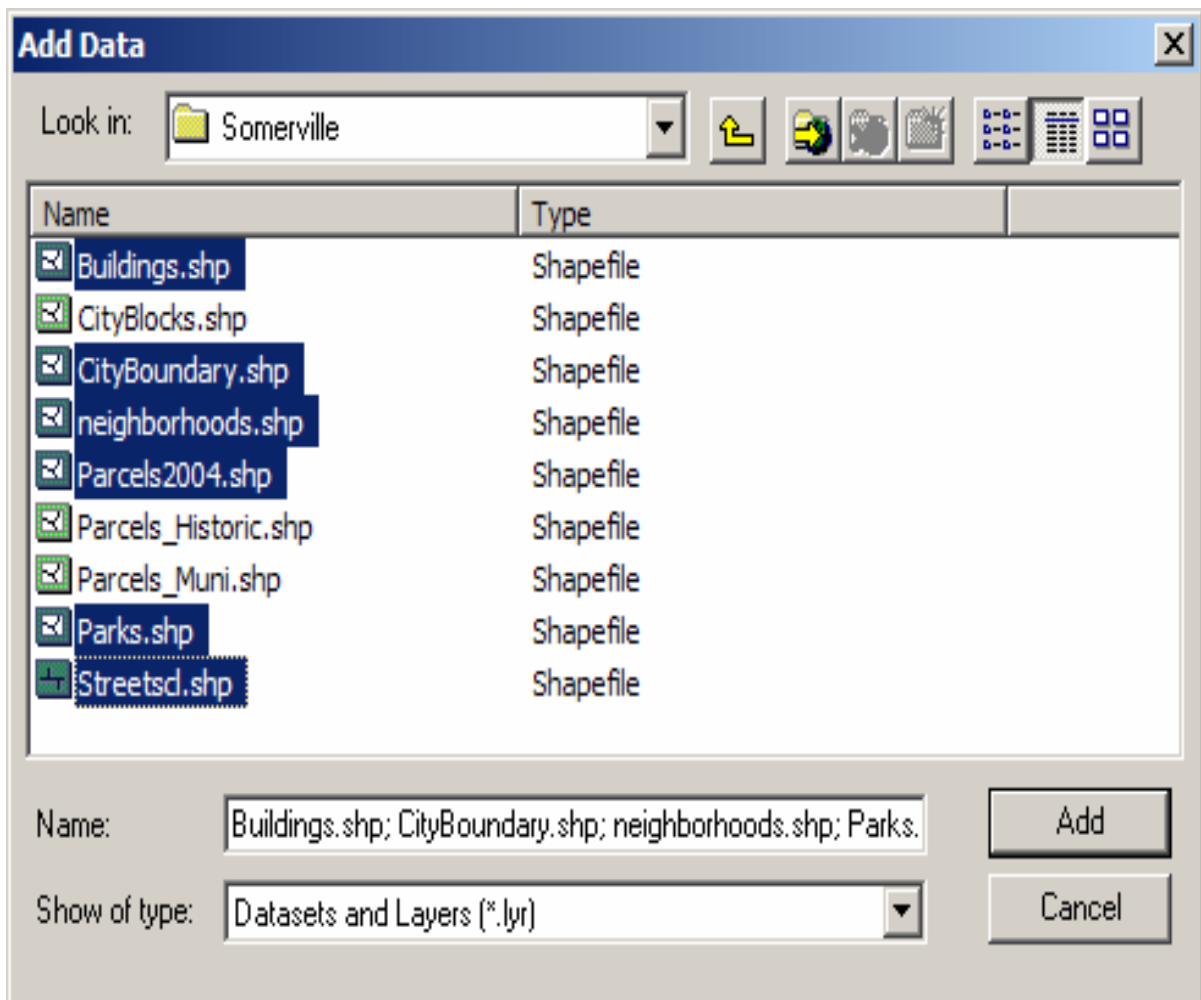 Add Data
Look in: Somerville
Name Type
Buildings.shp Shapefile
CityBlocks.shp Shapefile
CityBoundary.shp Shapefile
neighborhoods.shp Shapefile
Parcels2004.shp Shapefile
Parcels_Historic.shp Shapefile
Parcels_Muni.shp Shapefile
Parks.shp Shapefile
Streetscl.shp Shapefile
Name: Buildings.shp; CityBoundary.shp; neighborhoods.shp; Parks. Add
Show of type: Datasets and Layers (*.lyr) Cancel